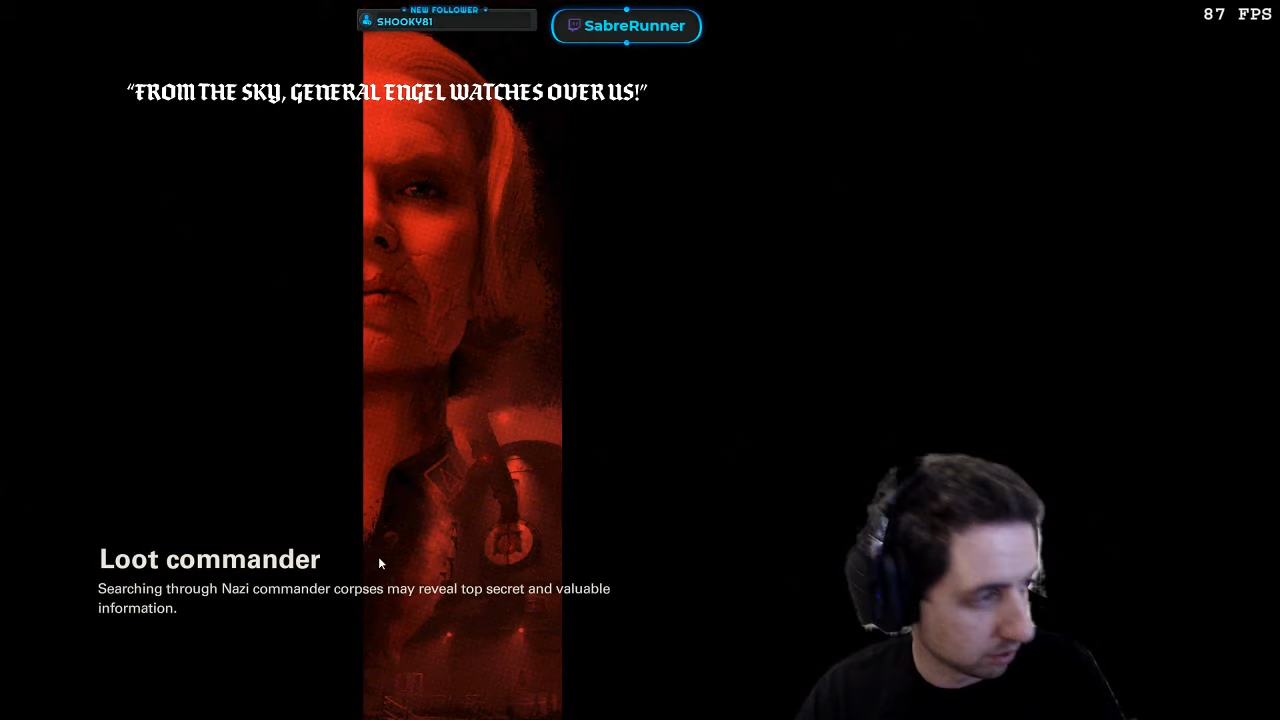 NEW FOLLOWER
SHOOKY81
SabreRunner
87 FPS
“FROM THE SKY, GENERAL ENGEL WATCHES OVER US!”
Loot commander
Searching through Nazi commander corpses may reveal top secret and valuable
information.